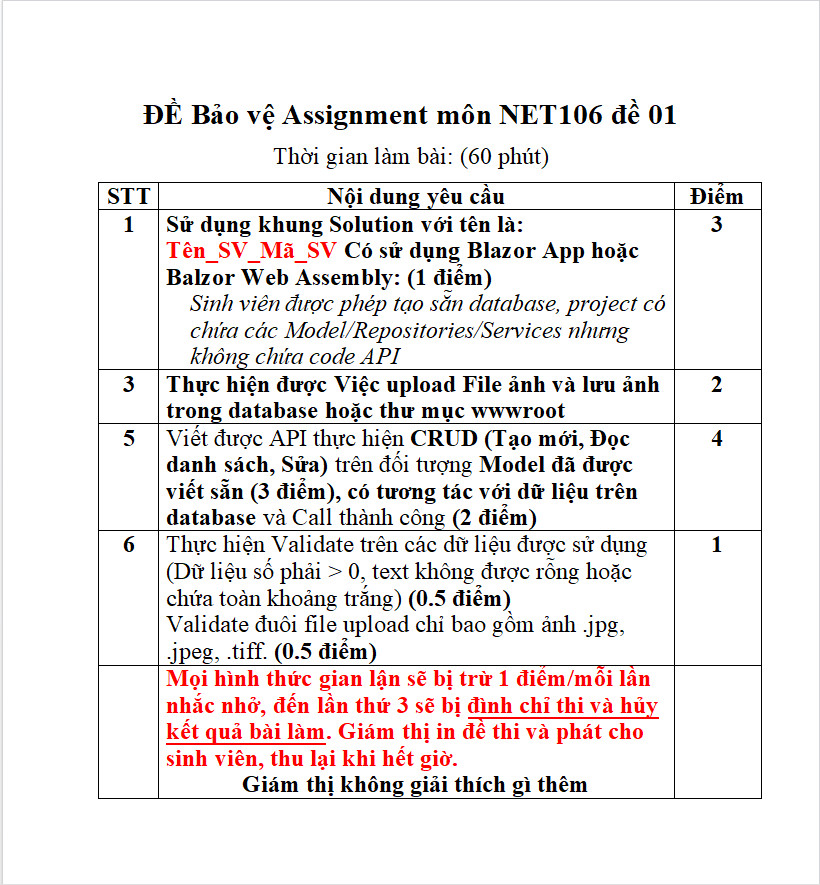 ĐỀ Bảo vệ Assignment môn NET106 đề 01
Thời gian làm bài: (60 phút)
STT Nội dung yêu cầu Điểm
1 Sử dụng khung Solution với tên là: 3
Tên_SV_Mã_SV Có sử dụng Blazor App hoặc
Balzor Web Assembly: (1 điểm)
Sinh viên được phép tạo sẵn database, project có
chứa các Model/Repositories/Services nhưng
không chứa code API
3 Thực hiện được Việc upload File ảnh và lưu ảnh 2
trong database hoặc thư mục wwwroot
5 Viết được API thực hiện CRUD (Tạo mới, Đọc 4
danh sách, Sửa) trên đối tượng Model đã được
viết sẵn (3 điểm), có tương tác với dữ liệu trên
database và Call thành công (2 điểm)
6 Thực hiện Validate trên các dữ liệu được sử dụng 1
(Dữ liệu số phải > 0, text không được rỗng hoặc
chứa toàn khoảng trắng) (0.5 điểm)
Validate đuôi file upload chỉ bao gồm ảnh .jpg,
.jpeg, .tiff. (0.5 điểm)
Mọi hình thức gian lận sẽ bị trừ 1 điểm/mỗi lần
nhắc nhở, đến lần thứ 3 sẽ bị đình chỉ thi và hủy
kết quả bài làm. Giám thị in đề thi và phát cho
sinh viên, thu lại khi hết giờ.
Giám thị không giải thích gì thêm